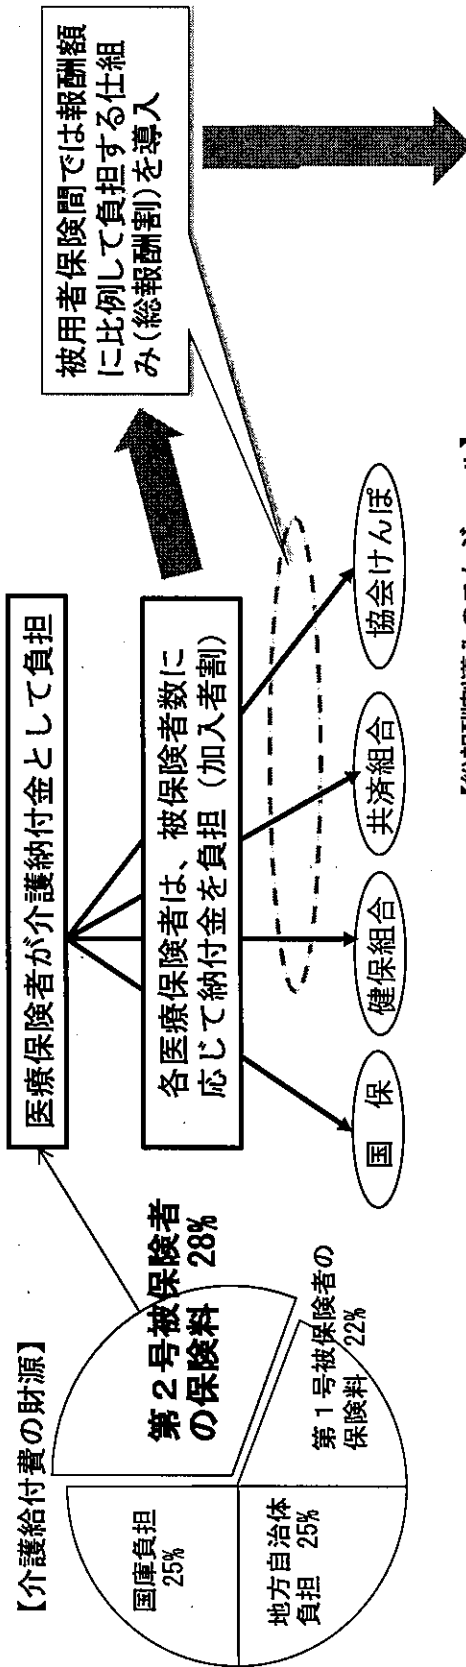 【介護給付費の財源】
国庫負担
25%
第２号被保険者
の保険料 28%
地方自治体
負担 25%
第１号被保険者の
保険料 22%
医療保険者が介護納付金として負担
各医療保険者は、被保険者数に
応じて納付金を負担（加入者割）
国 保
健保組合
共済組合
協会けんぽ
被用者保険間では報酬額
に比例して負担する仕組
み(総報酬割)を導入